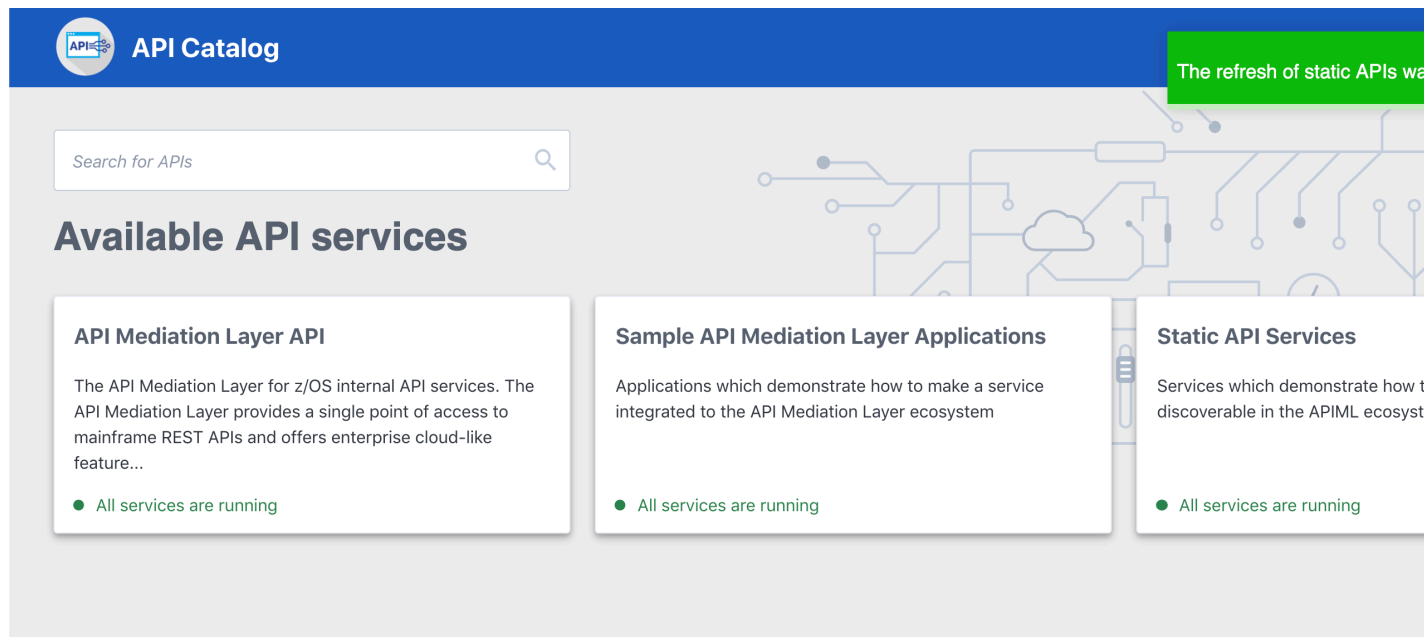 API
API Catalog
The refresh of static APIs
Search for APIs
Available API services
API Mediation Layer API
The API Mediation Layer for z/OS internal API services. The
API Mediation Layer provides a single point of access to
mainframe REST APIs and offers enterprise cloud-like
feature...
All services are running
Sample API Mediation Layer Applications
Applications which demonstrate how to make a service
integrated to the API Mediation Layer ecosystem
All services are running
Static API Services
Services which demonstrate how
discoverable in the APIML
All services are running